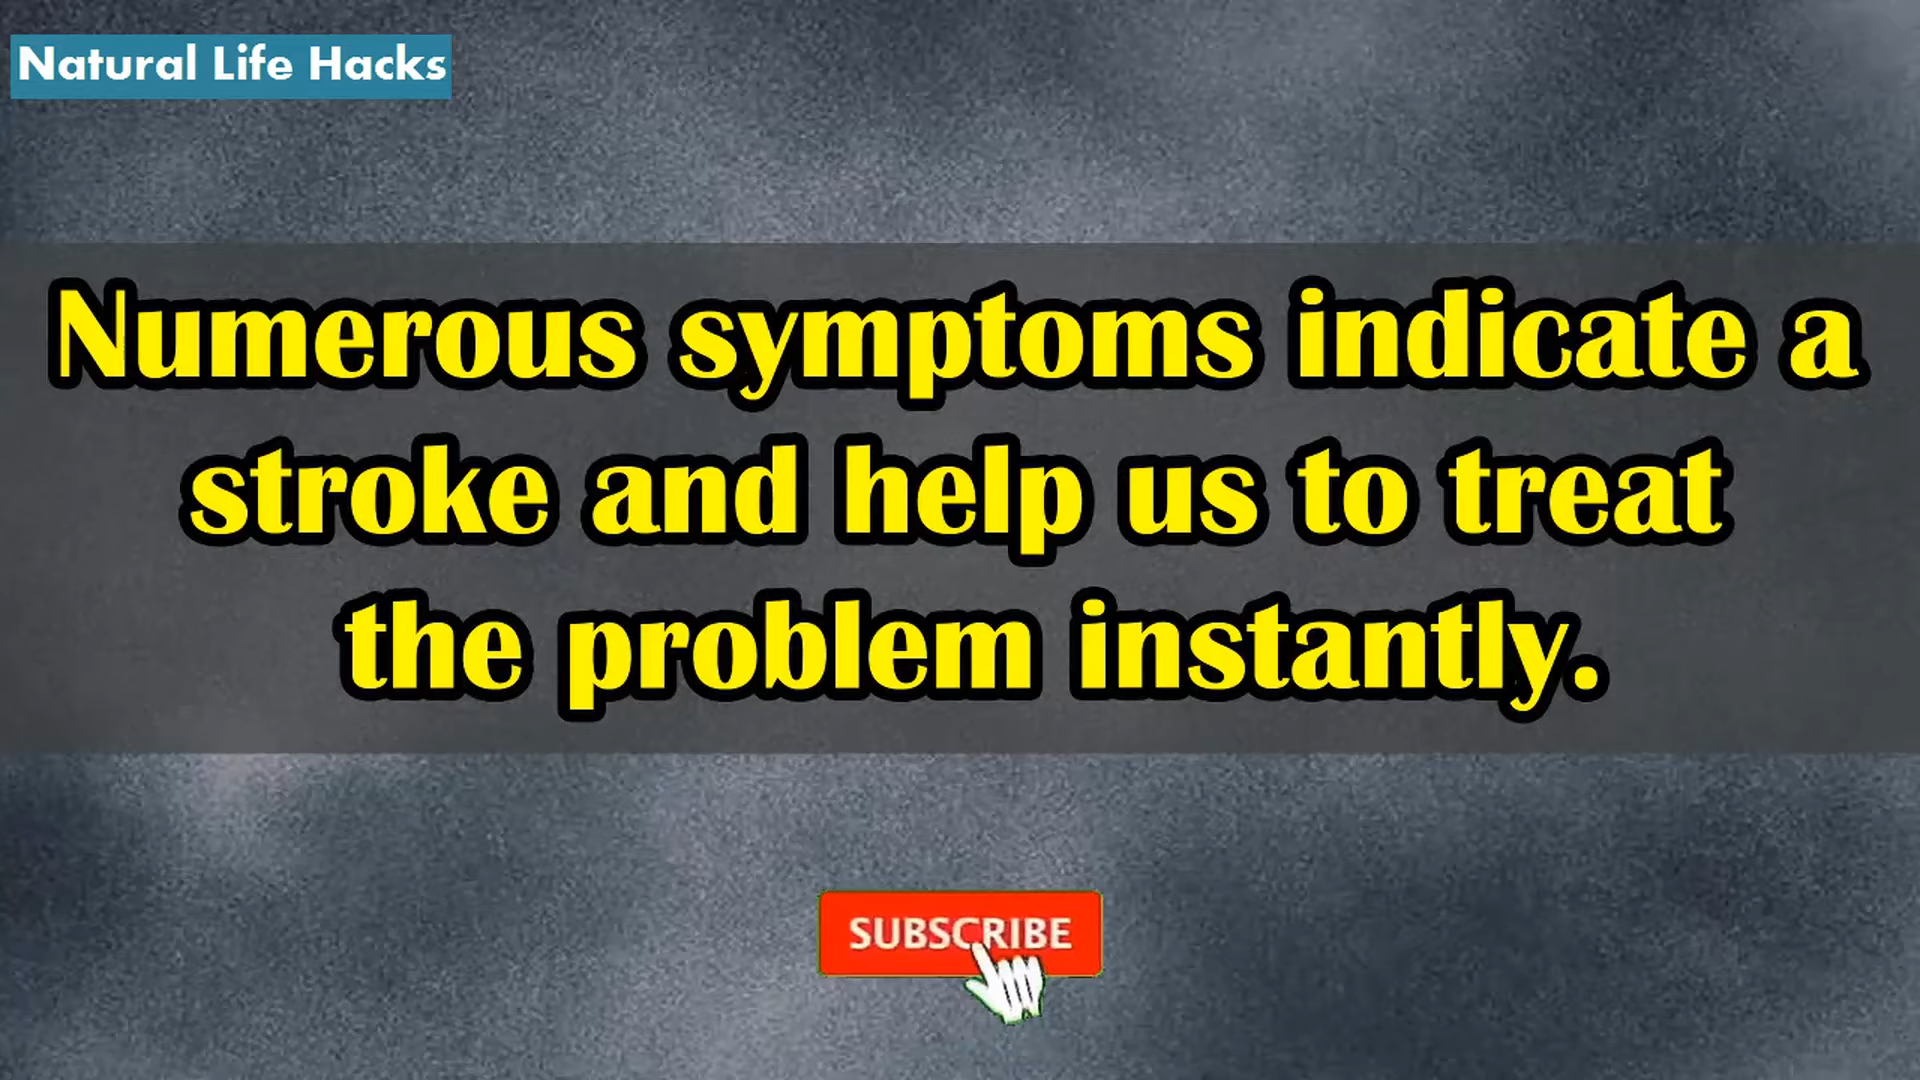 Natural Life Hacks
Numerous symptoms indicate a
stroke and help us to treat
the problem instantly.
SUBSCRIBE